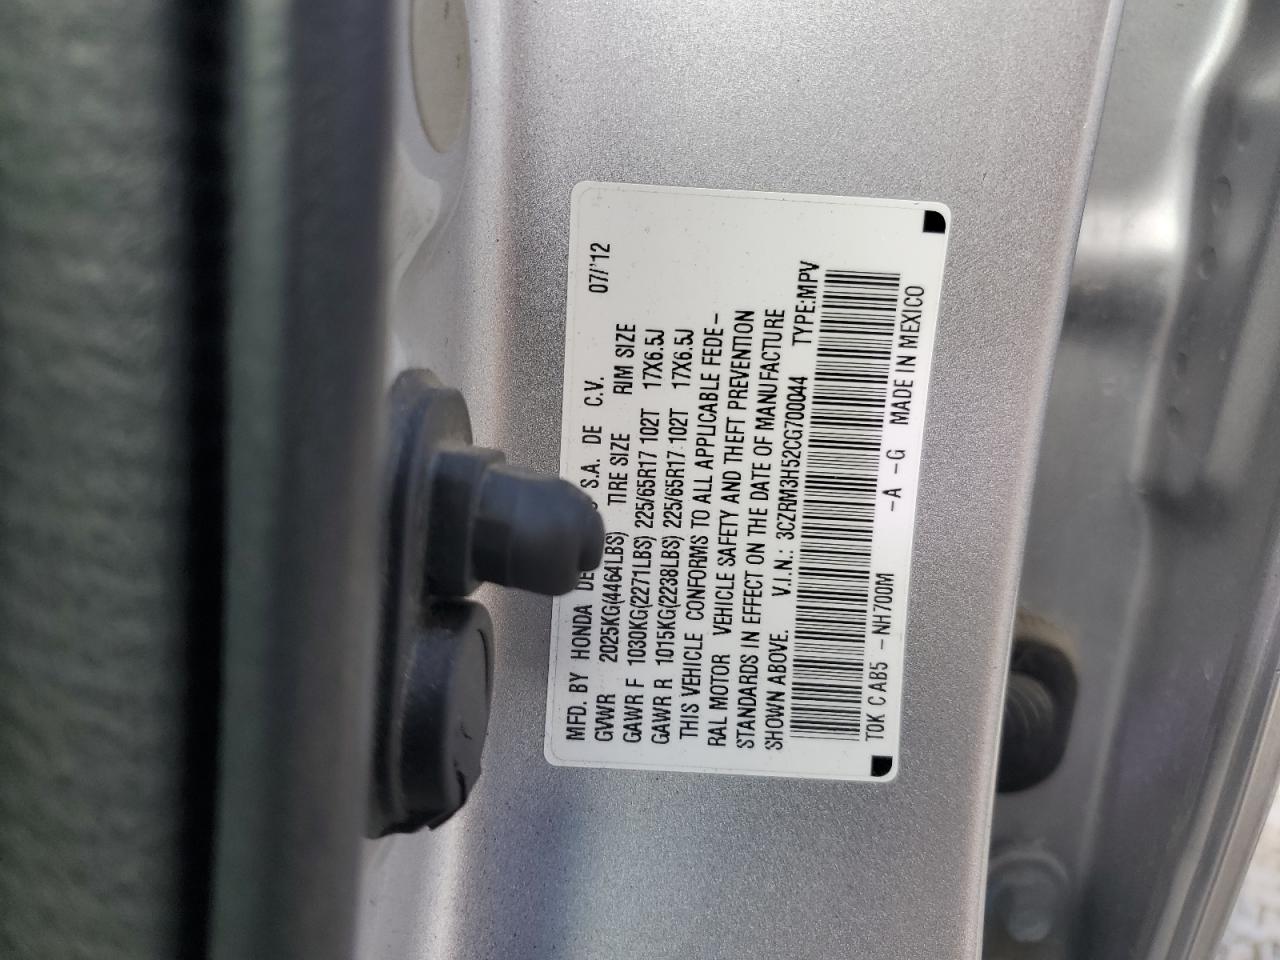 MFD. BY HONDA DE S.A. DE C.V. 07/'12
GVWR 2025KG(4464LBS) TIRE SIZE RIM SIZE
GAWR F 1030KG(2271LBS) 225/65R17 102T 17X6.5J
GAWR R 1015KG(2238LBS) 225/65R17 102T 17X6.5J
THIS VEHICLE CONFORMS TO ALL APPLICABLE FEDE-
RAL MOTOR VEHICLE SAFETY AND THEFT PREVENTION
STANDARDS IN EFFECT ON THE DATE OF MANUFACTURE
SHOWN ABOVE. V.I.N.: 3CZRM3H52CG700044 TYPE:MPV
T0K C AB5 -NH700M -A -G MADE IN MEXICO